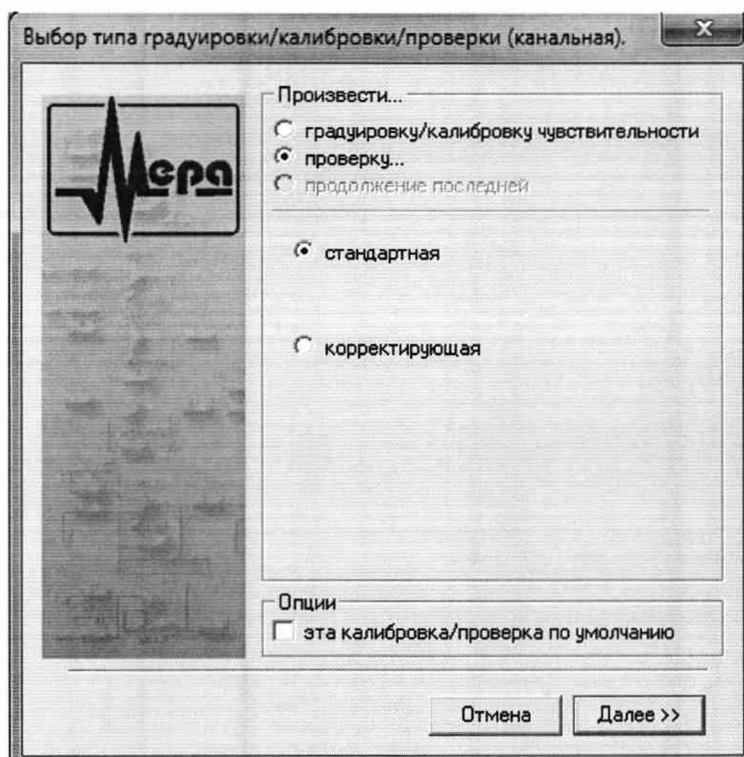 Выбор типа градуировки/калибровки/проверки (канальная).
Мера
Произвести...
градуировку/калибровку чувствительности
проверку...
продолжение последней
стандартная
корректирующая
Опции
эта калибровка/проверка по умолчанию
Отмена
Далее >>